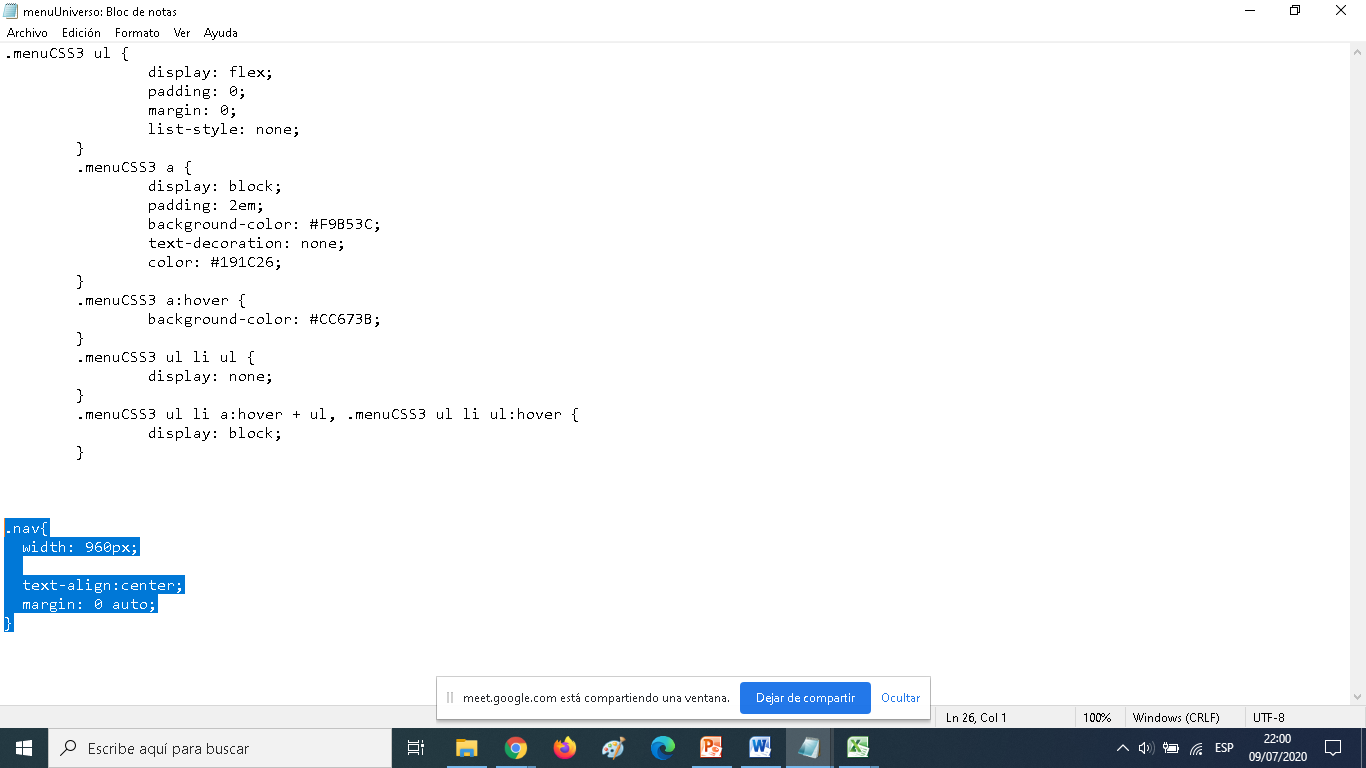 menuUniverso: Bloc de notas
Archivo Edición Formato Ver Ayuda
.menuCSS3 ul {
display: flex;
padding: 0;
margin: 0;
list-style: none;
}
.menuCSS3 a {
display: block;
padding: 2em;
background-color: #F9B53C;
text-decoration: none;
color: #191C26;
}
.menuCSS3 a:hover {
background-color: #CC673B;
}
.menuCSS3 ul li ul {
display: none;
}
.menuCSS3 ul li a:hover + ul, .menuCSS3 ul li ul:hover {
display: block;
}
.nav{
width: 960px;
text-align:center;
margin: 0 auto;
}
meet.google.com está compartiendo una ventana. Dejar de compartir Ocultar
Ln 26, Col 1 100% Windows (CRLF) UTF-8
Escribe aquí para buscar
ESP
22:00
09/07/2020